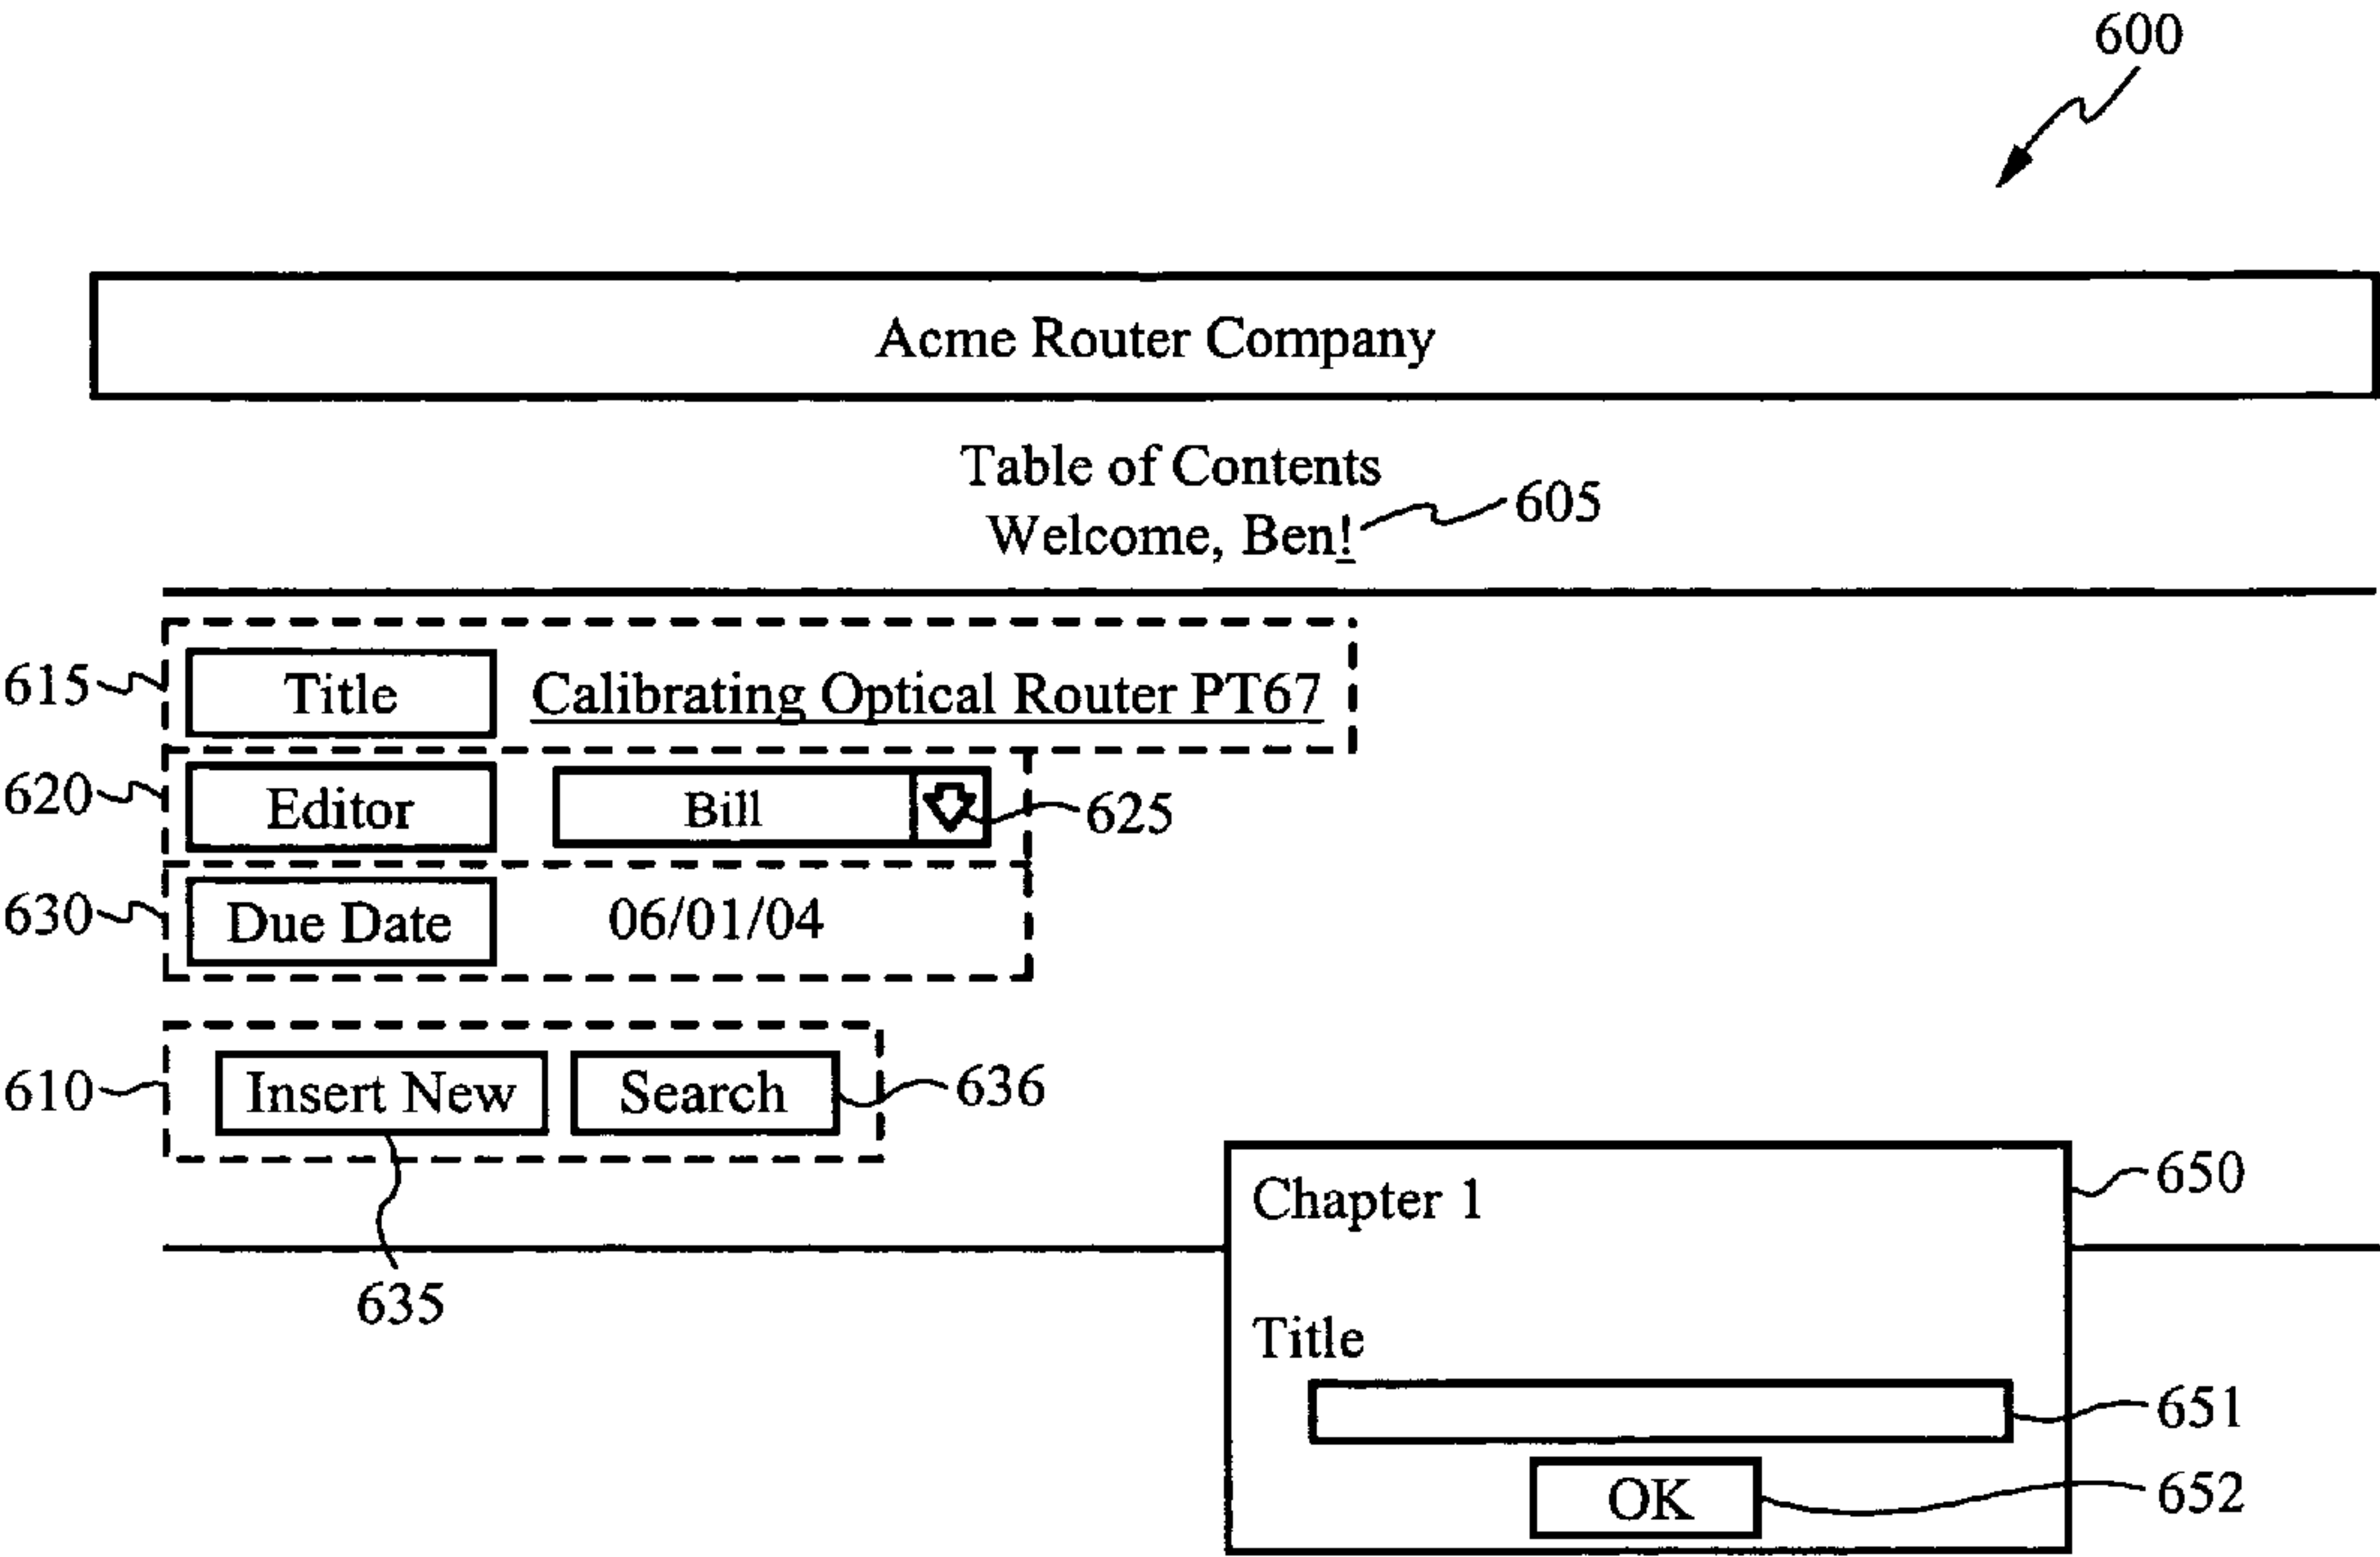 600
Acme Router Company
Table of Contents
Welcome, Ben!
605
615
Title
Calibrating Optical Router PT67
620
Editor
Bill
625
630
Due Date
06/01/04
610
Insert New
Search
636
635
Chapter 1
650
Title
651
OK
652